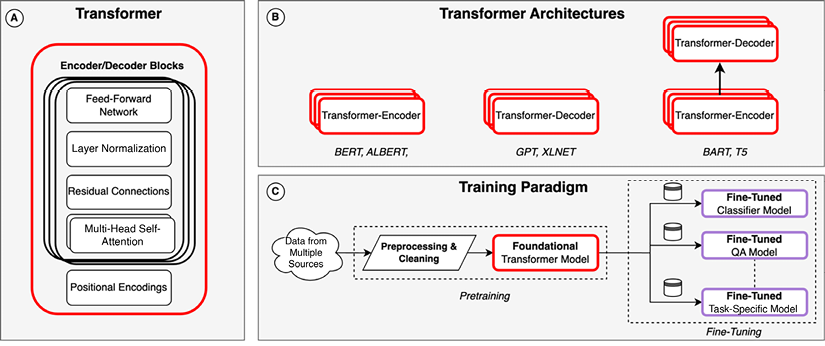 A
Transformer
Encoder/Decoder Blocks
Feed-Forward
Network
Layer Normalization
Residual Connections
Multi-Head Self-
Attention
Positional Encodings
B
Transformer Architectures
Transformer-Encoder
BERT, ALBERT,
Transformer-Decoder
GPT, XLNET
Transformer-Decoder
Transformer-Encoder
BART, T5
C
Training Paradigm
Data from
Multiple
Sources
Preprocessing &
Cleaning
Foundational
Transformer Model
Pretraining
Fine-Tuned
Classifier Model
Fine-Tuned
QA Model
Fine-Tuned
Task-Specific Model
Fine-Tuning